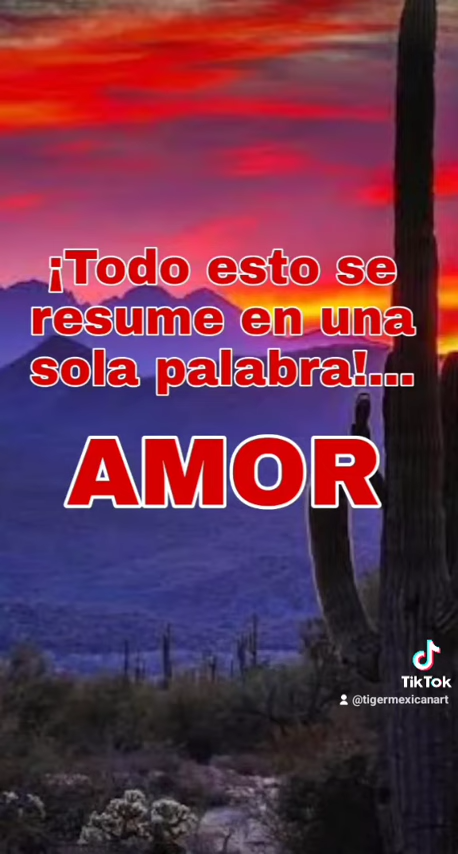 ¡Todo esto se
resume en una
sola palabra!...
AMOR
TikTok
@tigermexicanart